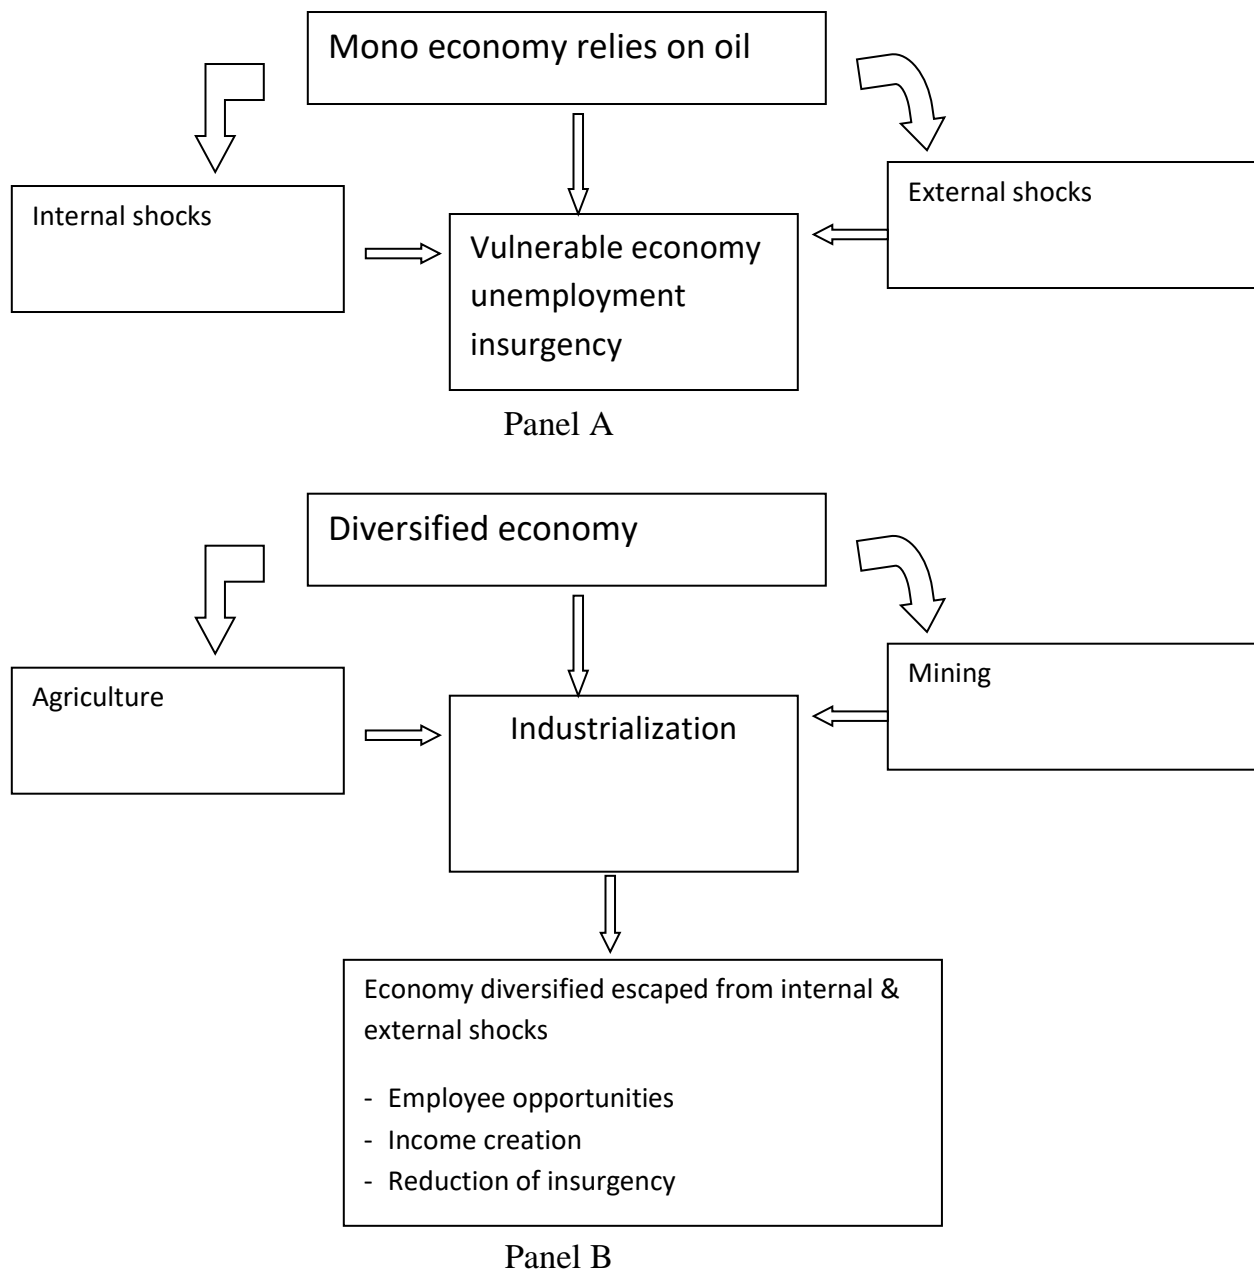 Mono economy relies on oil
Internal shocks
External shocks
Vulnerable economy
unemployment
insurgency
Panel A
Diversified economy
Agriculture
Mining
Industrialization
Economy diversified escaped from internal &
external shocks
- Employee opportunities
- Income creation
- Reduction of insurgency
Panel B